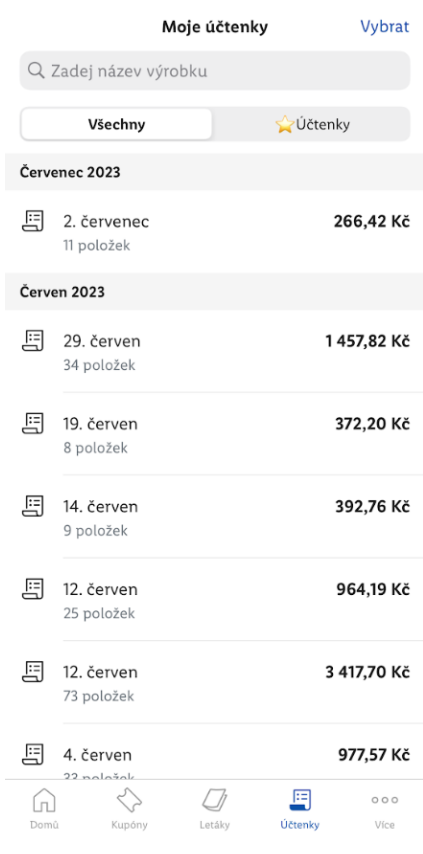 Moje účtenky
Vybrat
Zadej název výrobku
Všechny
⭐Účtenky
Červenec 2023
2. červenec
266,42 Kč
11 položek
Červen 2023
29. červen
1 457,82 Kč
34 položek
19. červen
372,20 Kč
8 položek
14. červen
392,76 Kč
9 položek
12. červen
964,19 Kč
25 položek
12. červen
3 417,70 Kč
73 položek
4. červen
977,57 Kč
33 položek
Domů
Kupóny
Letáky
Účtenky
Více